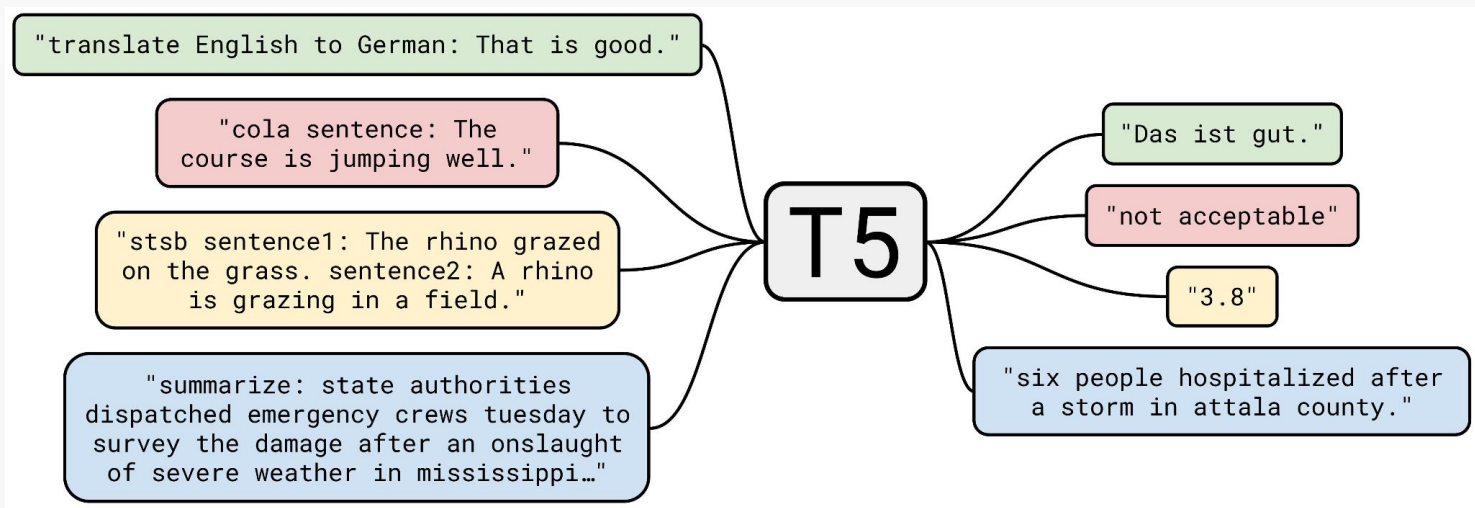 "translate English to German: That is good."
"cola sentence: The
course is jumping well."
"stsb sentence1: The rhino grazed
on the grass. sentence2: A rhino
is grazing in a field."
"summarize: state authorities
dispatched emergency crews tuesday to
survey the damage after an onslaught
of severe weather in mississippi…"
T5
"Das ist gut."
"not acceptable"
"3.8"
"six people hospitalized after
a storm in attala county."